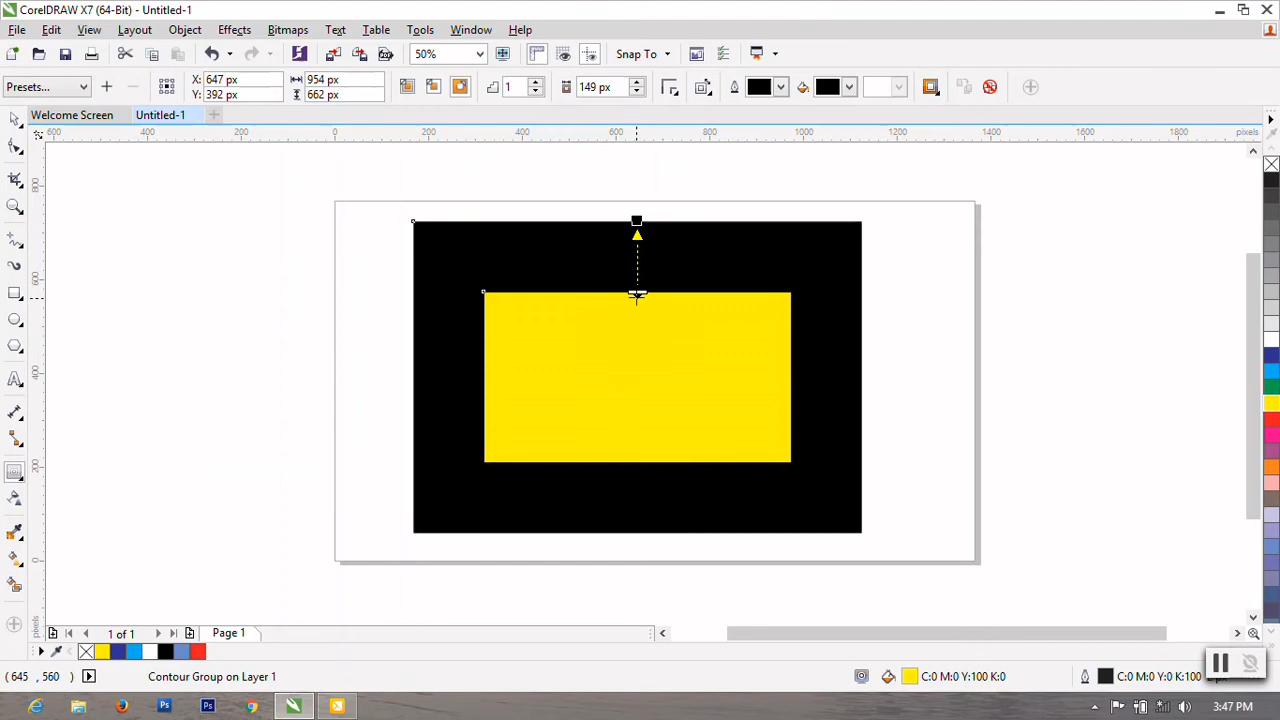 CorelDRAW X7 (64-Bit) - Untitled-1
File Edit View Layout Object Effects Bitmaps Text Table Tools Window Help
50% Snap To
Presets... X: 647 px 954 px 1 149 px
Y: 392 px 662 px
Welcome Screen Untitled-1
600 400 200 0 200 400 600 800 1000 1200 1400 1600 1800 pixels
800
600
400
200
0
pixels
1 of 1 Page 1
(645 , 560 ) Contour Group on Layer 1 C:0 M:0 Y:100 K:0 C:0 M:0 Y:0 K:100
3:47 PM